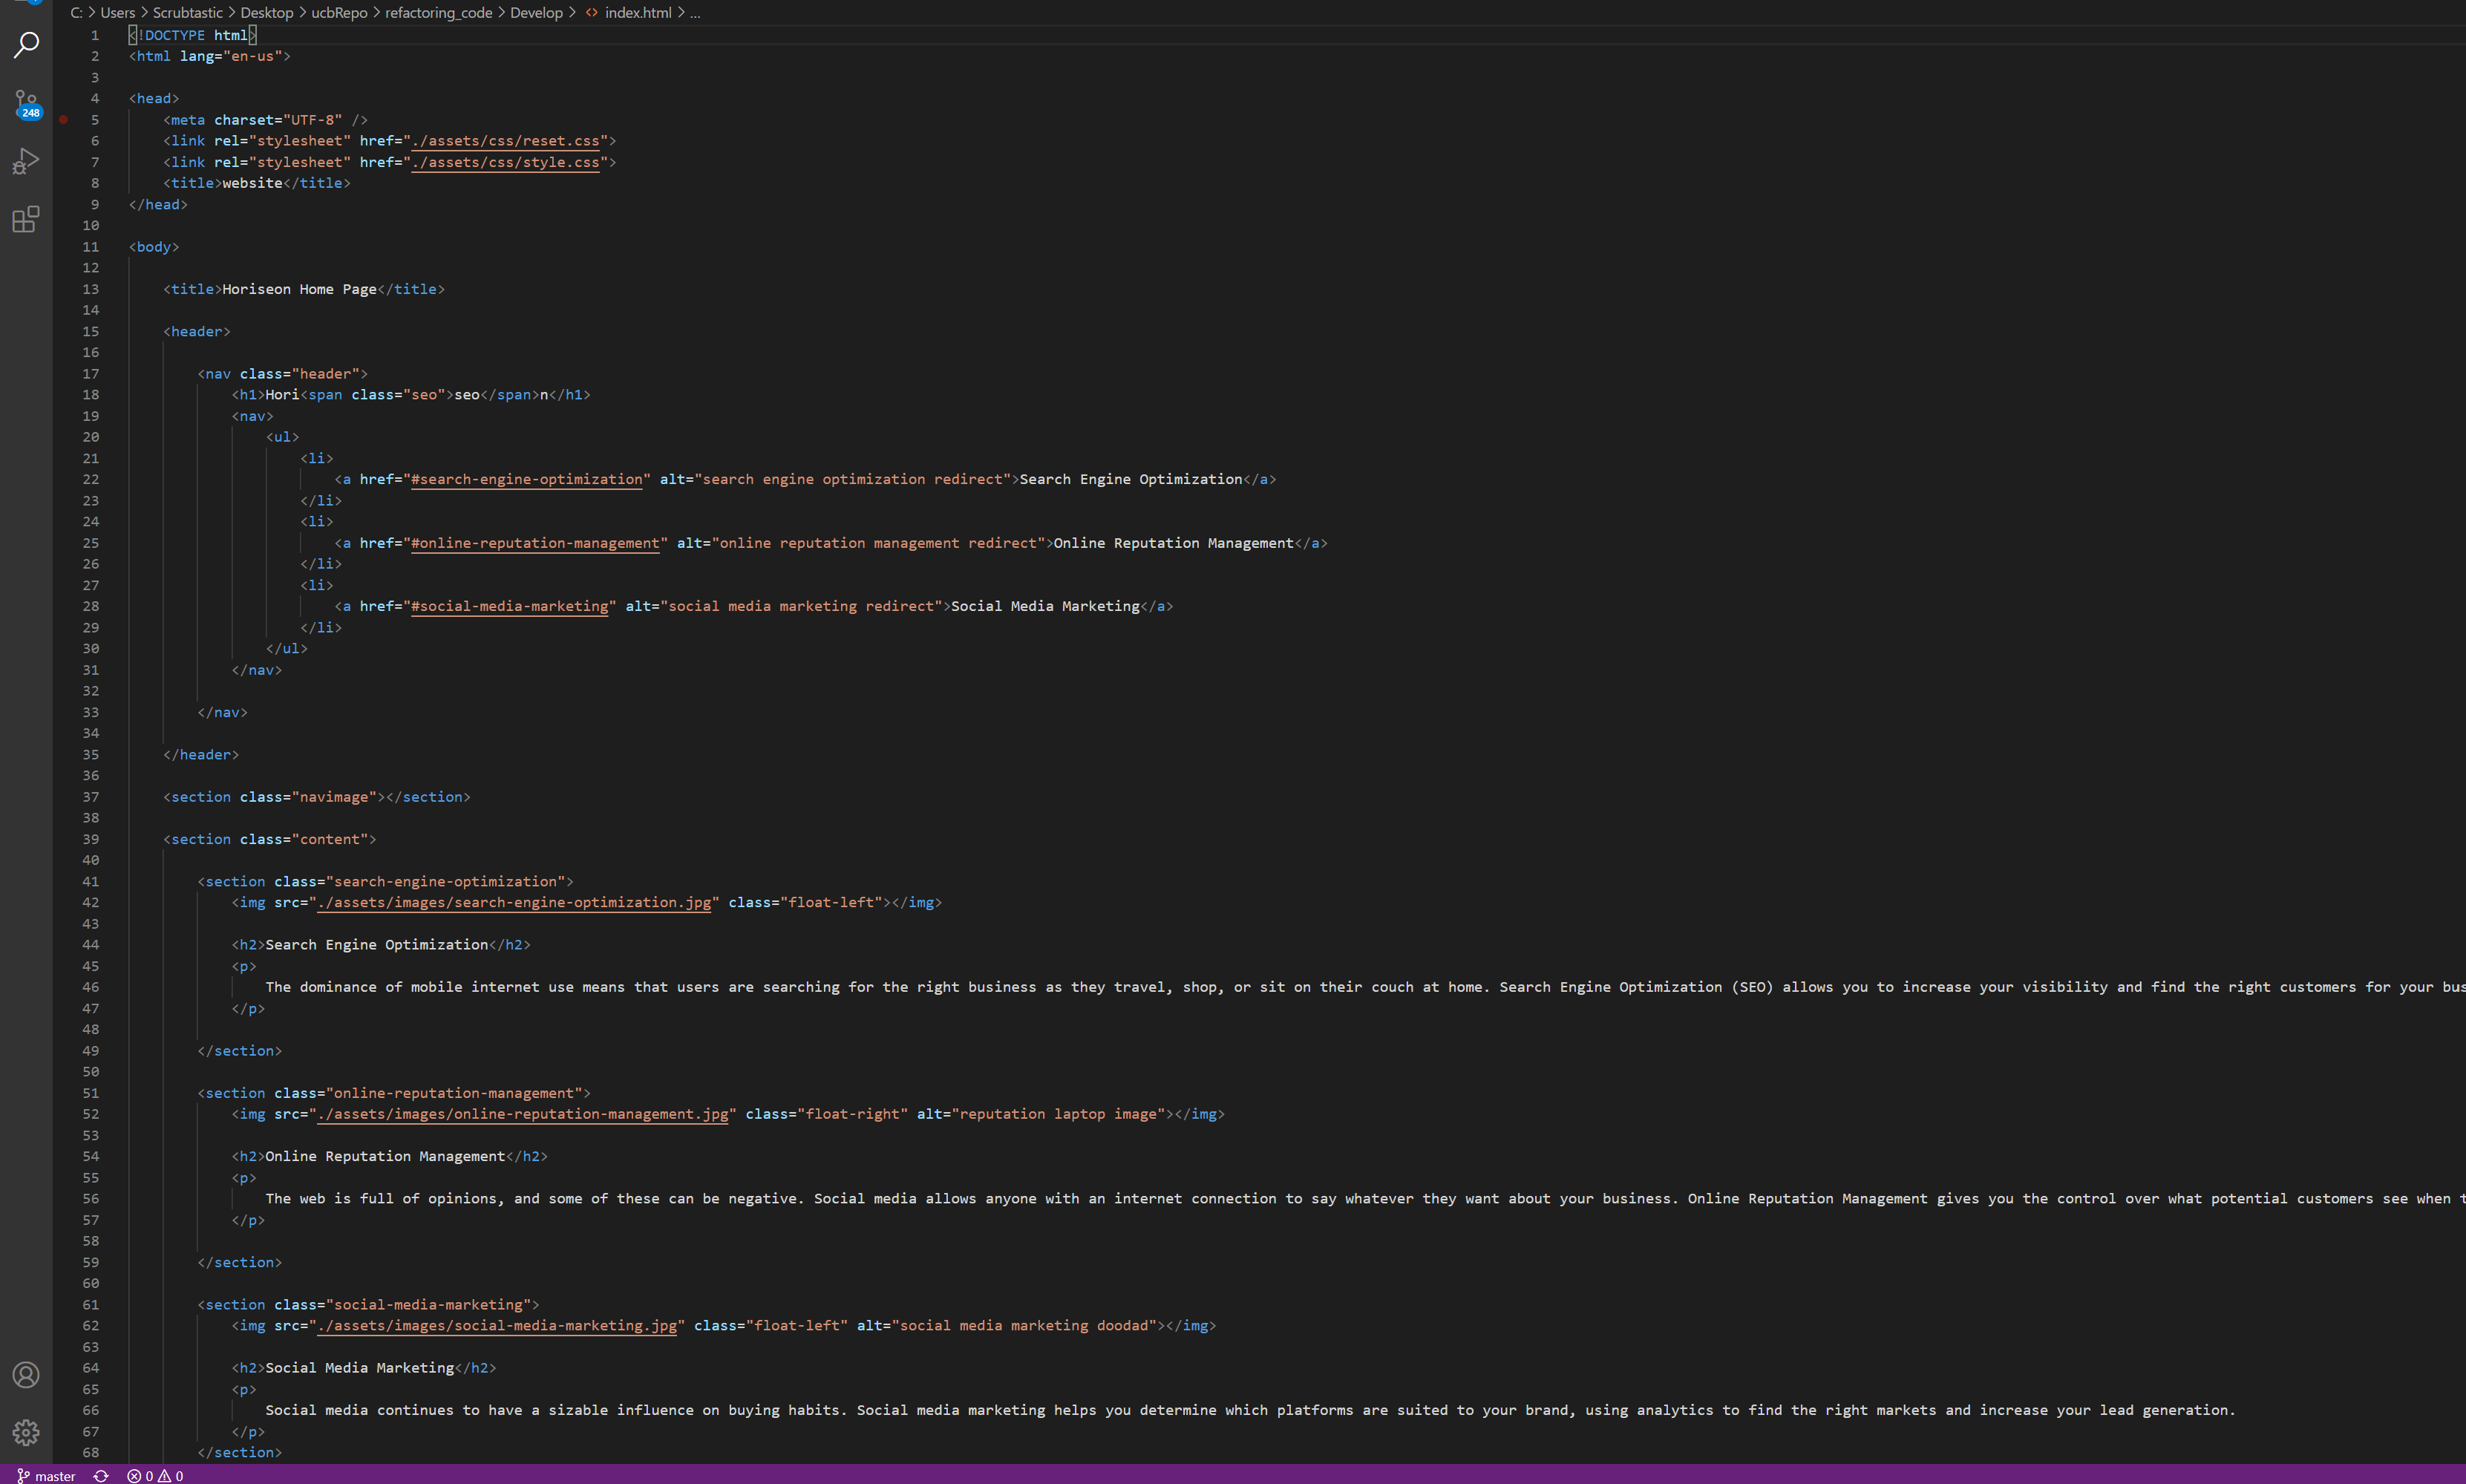 C: > Users > Scrubtastic > Desktop > ucbRepo > refactoring_code > Develop > <> index.html > ...
248
1 <!DOCTYPE html>
2 <html lang="en-us">
3
4 <head>
5     <meta charset="UTF-8" />
6     <link rel="stylesheet" href="./assets/css/reset.css">
7     <link rel="stylesheet" href="./assets/css/style.css">
8     <title>website</title>
9 </head>
10
11 <body>
12
13     <title>Horiseon Home Page</title>
14
15     <header>
16
17         <nav class="header">
18             <h1>Hori<span class="seo">seo</span>n</h1>
19             <nav>
20                 <ul>
21                     <li>
22                         <a href="#search-engine-optimization" alt="search engine optimization redirect">Search Engine Optimization</a>
23                     </li>
24                     <li>
25                         <a href="#online-reputation-management" alt="online reputation management redirect">Online Reputation Management</a>
26                     </li>
27                     <li>
28                         <a href="#social-media-marketing" alt="social media marketing redirect">Social Media Marketing</a>
29                     </li>
30                 </ul>
31             </nav>
32
33         </nav>
34
35     </header>
36
37     <section class="navimage"></section>
38
39     <section class="content">
40
41         <section class="search-engine-optimization">
42             <img src="./assets/images/search-engine-optimization.jpg" class="float-left"></img>
43
44             <h2>Search Engine Optimization</h2>
45             <p>
46                 The dominance of mobile internet use means that users are searching for the right business as they travel, shop, or sit on their couch at home. Search Engine Optimization (SEO) allows you to increase your visibility and find the right customers for your bus
47             </p>
48
49         </section>
50
51         <section class="online-reputation-management">
52             <img src="./assets/images/online-reputation-management.jpg" class="float-right" alt="reputation laptop image"></img>
53
54             <h2>Online Reputation Management</h2>
55             <p>
56                 The web is full of opinions, and some of these can be negative. Social media allows anyone with an internet connection to say whatever they want about your business. Online Reputation Management gives you the control over what potential customers see when t
57             </p>
58
59         </section>
60
61         <section class="social-media-marketing">
62             <img src="./assets/images/social-media-marketing.jpg" class="float-left" alt="social media marketing doodad"></img>
63
64             <h2>Social Media Marketing</h2>
65             <p>
66                 Social media continues to have a sizable influence on buying habits. Social media marketing helps you determine which platforms are suited to your brand, using analytics to find the right markets and increase your lead generation.
67             </p>
68         </section>
master 0 0